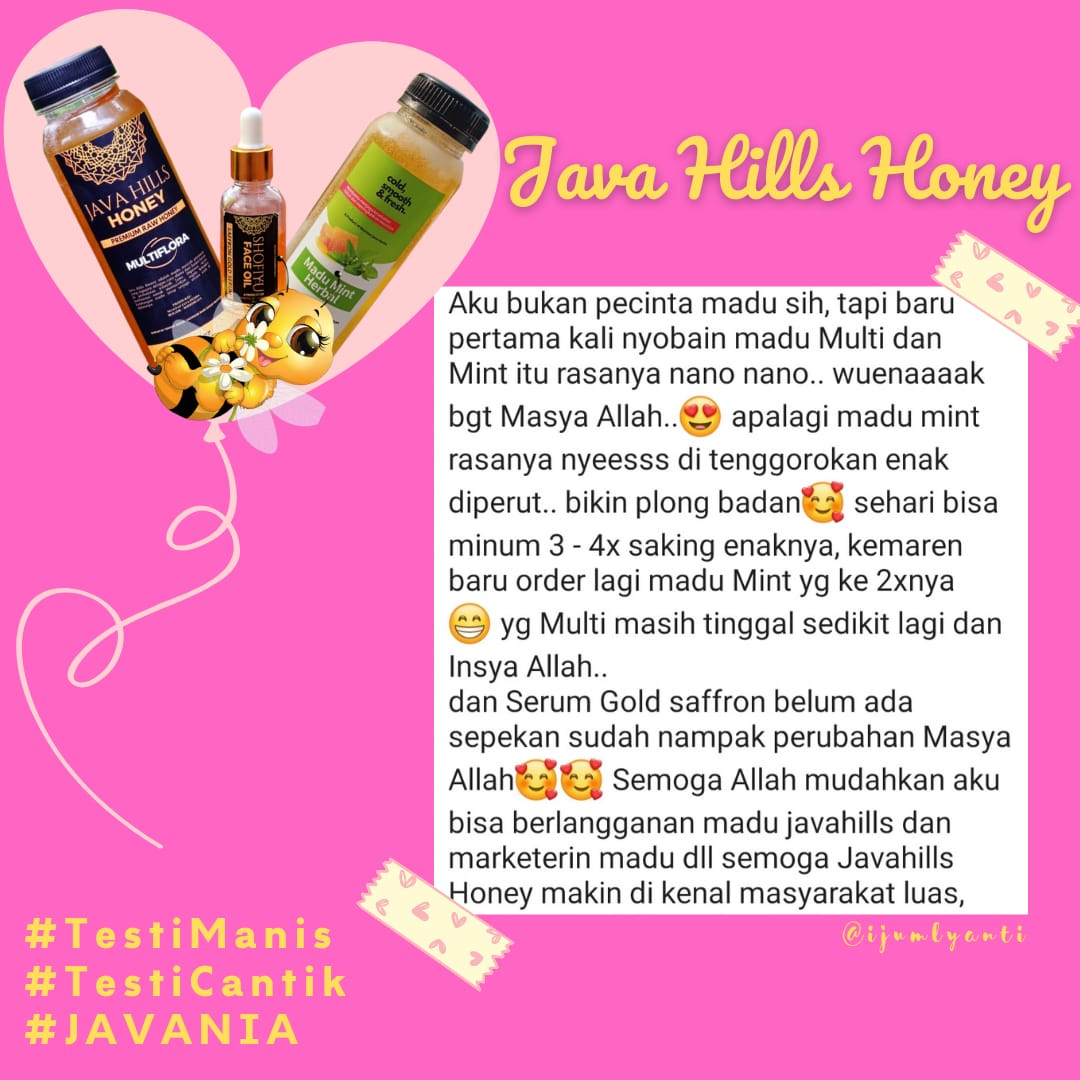 Java Hills Honey
JAVA HILLS
HONEY
PREMIUM RAW HONEY
MULTIFLORA
SHOFIYU
FACE OIL
cold,
smooth
& fresh.
Madu Mint
Herbal
Aku bukan pecinta madu sih, tapi baru
pertama kali nyobain madu Multi dan
Mint itu rasanya nano nano.. wuenaaaak
bgt Masya Allah..😍 apalagi madu mint
rasanya nyeesss di tenggorokan enak
diperut.. bikin plong badan🥰 sehari bisa
minum 3 - 4x saking enaknya, kemaren
baru order lagi madu Mint yg ke 2xnya
😁 yg Multi masih tinggal sedikit lagi dan
Insya Allah..
dan Serum Gold saffron belum ada
sepekan sudah nampak perubahan Masya
Allah🥰🥰 Semoga Allah mudahkan aku
bisa berlangganan madu javahills dan
marketerin madu dll semoga Javahills
Honey makin di kenal masyarakat luas,
@ijumlyanti
#TestiManis
#TestiCantik
#JAVANIA